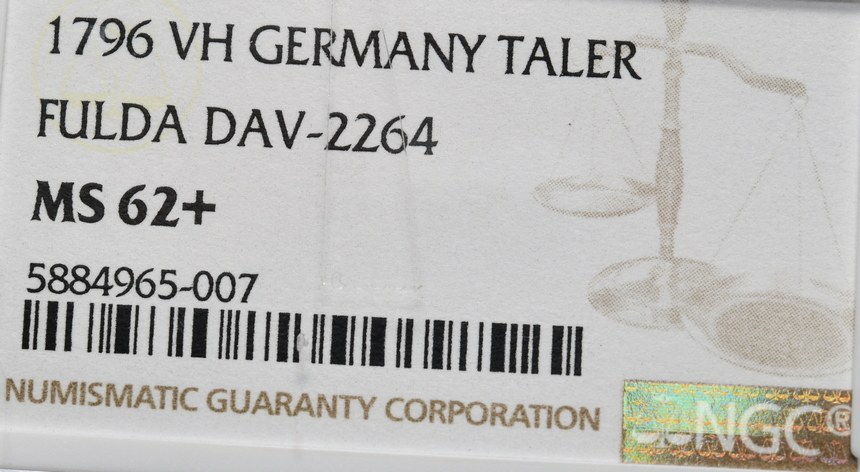 1796 VH GERMANY TALER
FULDA DAV-2264
MS 62+
5884965-007
NUMISMATIC GUARANTY CORPORATION
NGC®